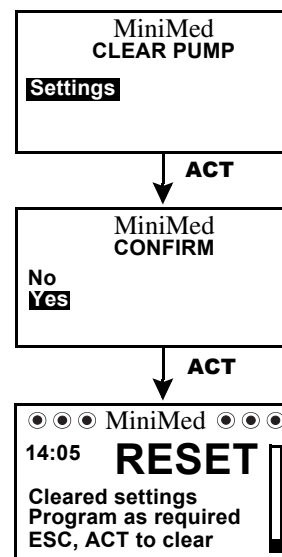 MiniMed
CLEAR PUMP
Settings
ACT
MiniMed
CONFIRM
No
Yes
ACT
MiniMed
14:05 RESET
Cleared settings
Program as required
ESC, ACT to clear